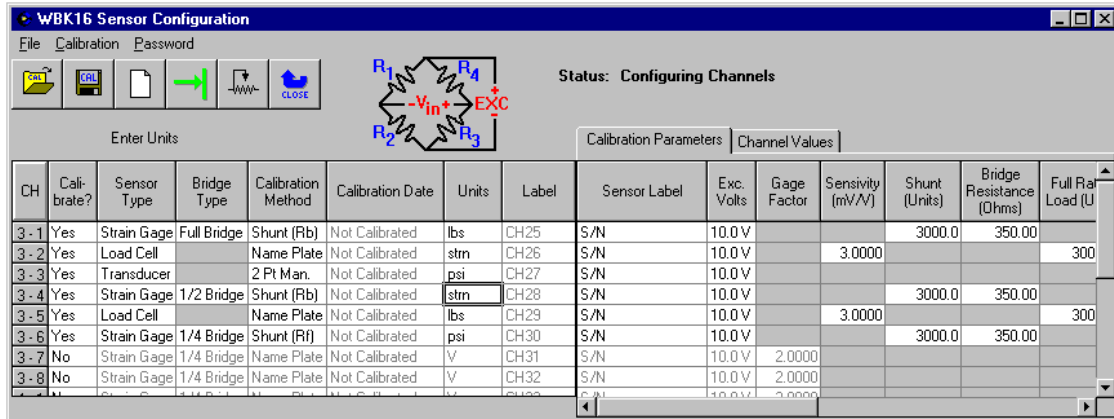 WBK16 Sensor Configuration
File Calibration Password
CAL CAL CLOSE
R1 R4 -Vin+ + EXC - R2 R3
Status: Configuring Channels
Enter Units
Calibration Parameters Channel Values
CH Cali-brate? Sensor Type Bridge Type Calibration Method Calibration Date Units Label Sensor Label Exc. Volts Gage Factor Sensivity (mV/V) Shunt (Units) Bridge Resistance (Ohms) Full Rat Load (U
3 - 1 Yes Strain Gage Full Bridge Shunt (Rb) Not Calibrated lbs CH25 S/N 10.0 V 3000.0 350.00
3 - 2 Yes Load Cell Name Plate Not Calibrated strn CH26 S/N 10.0 V 3.0000 300
3 - 3 Yes Transducer 2 Pt Man. Not Calibrated psi CH27 S/N 10.0 V
3 - 4 Yes Strain Gage 1/2 Bridge Shunt (Rb) Not Calibrated strn CH28 S/N 10.0 V 3000.0 350.00
3 - 5 Yes Load Cell Name Plate Not Calibrated lbs CH29 S/N 10.0 V 3.0000 300
3 - 6 Yes Strain Gage 1/4 Bridge Shunt (Rf) Not Calibrated psi CH30 S/N 10.0 V 3000.0 350.00
3 - 7 No Strain Gage 1/4 Bridge Name Plate Not Calibrated V CH31 S/N 10.0 V 2.0000
3 - 8 No Strain Gage 1/4 Bridge Name Plate Not Calibrated V CH32 S/N 10.0 V 2.0000